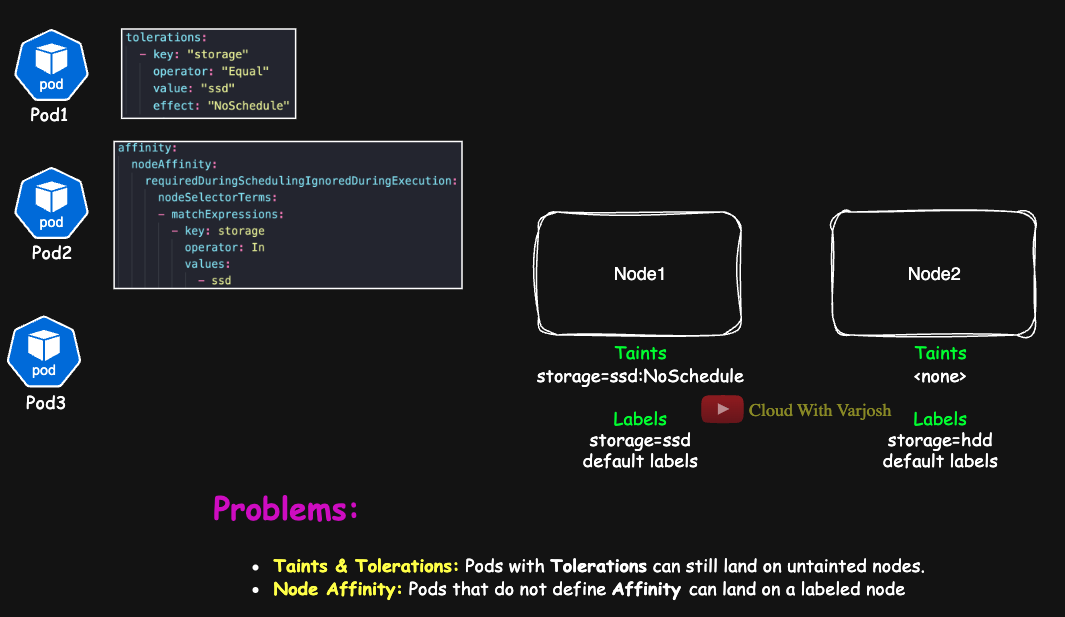 pod
Pod1
tolerations:
- key: "storage"
operator: "Equal"
value: "ssd"
effect: "NoSchedule"
pod
Pod2
affinity:
nodeAffinity:
requiredDuringSchedulingIgnoredDuringExecution:
nodeSelectorTerms:
- matchExpressions:
- key: storage
operator: In
values:
- ssd
pod
Pod3
Node1
Taints
storage=ssd:NoSchedule
Labels
storage=ssd
default labels
Node2
Taints
<none>
Labels
storage=hdd
default labels
Cloud With Varjosh
Problems:
• Taints & Tolerations: Pods with Tolerations can still land on untainted nodes.
• Node Affinity: Pods that do not define Affinity can land on a labeled node